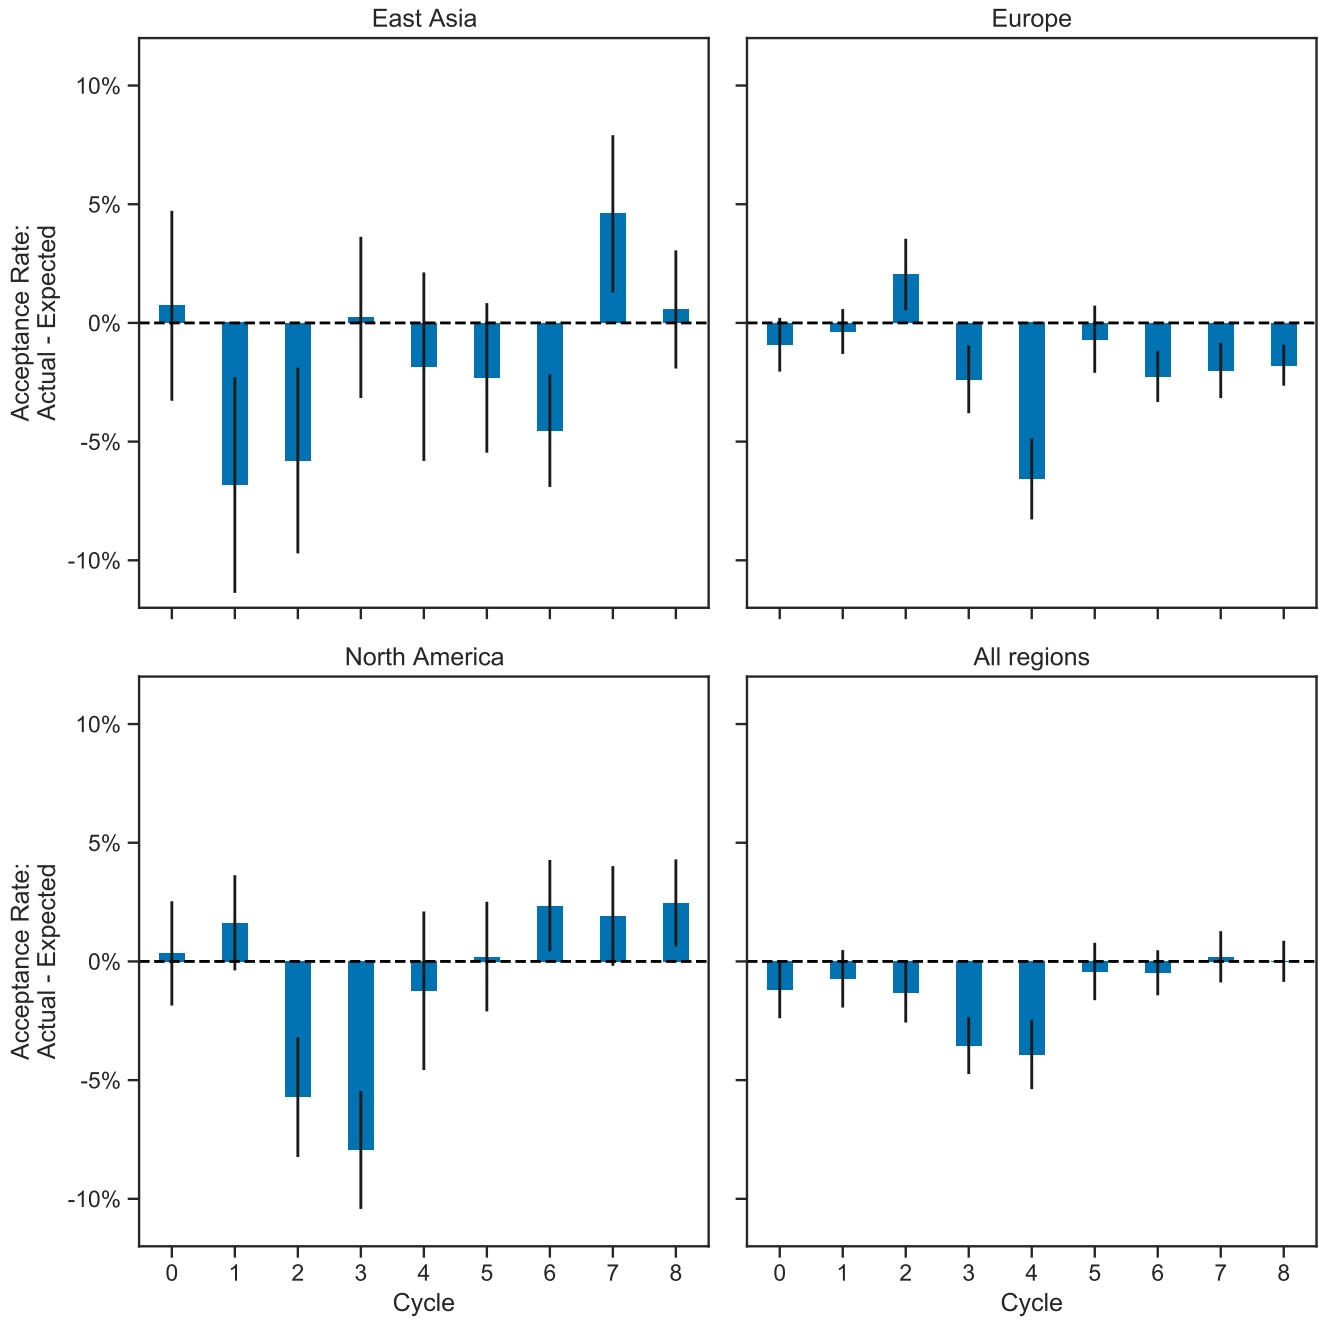 East Asia
Europe
10%
5%
0%
-5%
-10%
Acceptance Rate:
Actual - Expected
North America
All regions
10%
5%
0%
-5%
-10%
Acceptance Rate:
Actual - Expected
0 1 2 3 4 5 6 7 8
0 1 2 3 4 5 6 7 8
Cycle
Cycle